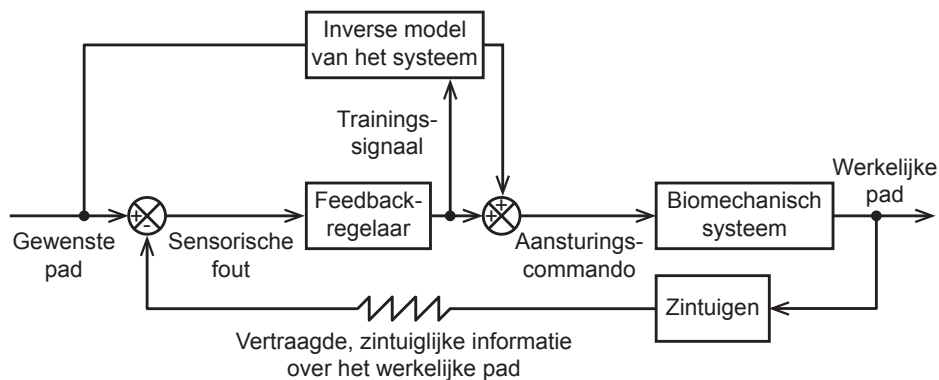 Inverse model
van het systeem
Trainings-
signaal
Werkelijke
pad
Feedback-
regelaar
Biomechanisch
systeem
+
-
+
+
Gewenste
pad
Sensorische
fout
Aansturings-
commando
Zintuigen
Vertraagde, zintuiglijke informatie
over het werkelijke pad